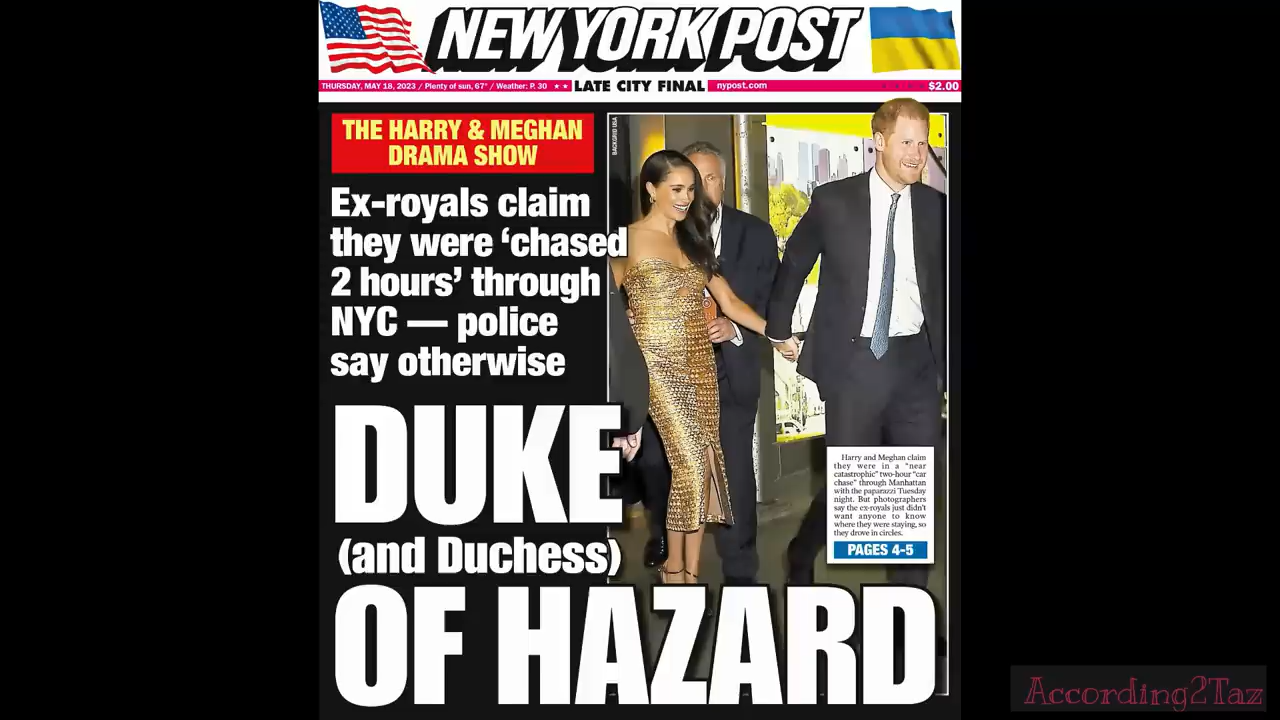 NEW YORK POST
THURSDAY, MAY 18, 2023 / Plenty of sun, 67° / Weather: P. 30 ★★ LATE CITY FINAL nypost.com $2.00
THE HARRY & MEGHAN
DRAMA SHOW
BACKGRID USA
Ex-royals claim
they were ‘chased
2 hours’ through
NYC — police
say otherwise
DUKE
(and Duchess)
OF HAZARD
Harry and Meghan claim
they were in a “near
catastrophic” two-hour “car
chase” through Manhattan
with the paparazzi Tuesday
night. But photographers
say the ex-royals just didn’t
want anyone to know
where they were staying, so
they drove in circles.
PAGES 4-5
According2Taz